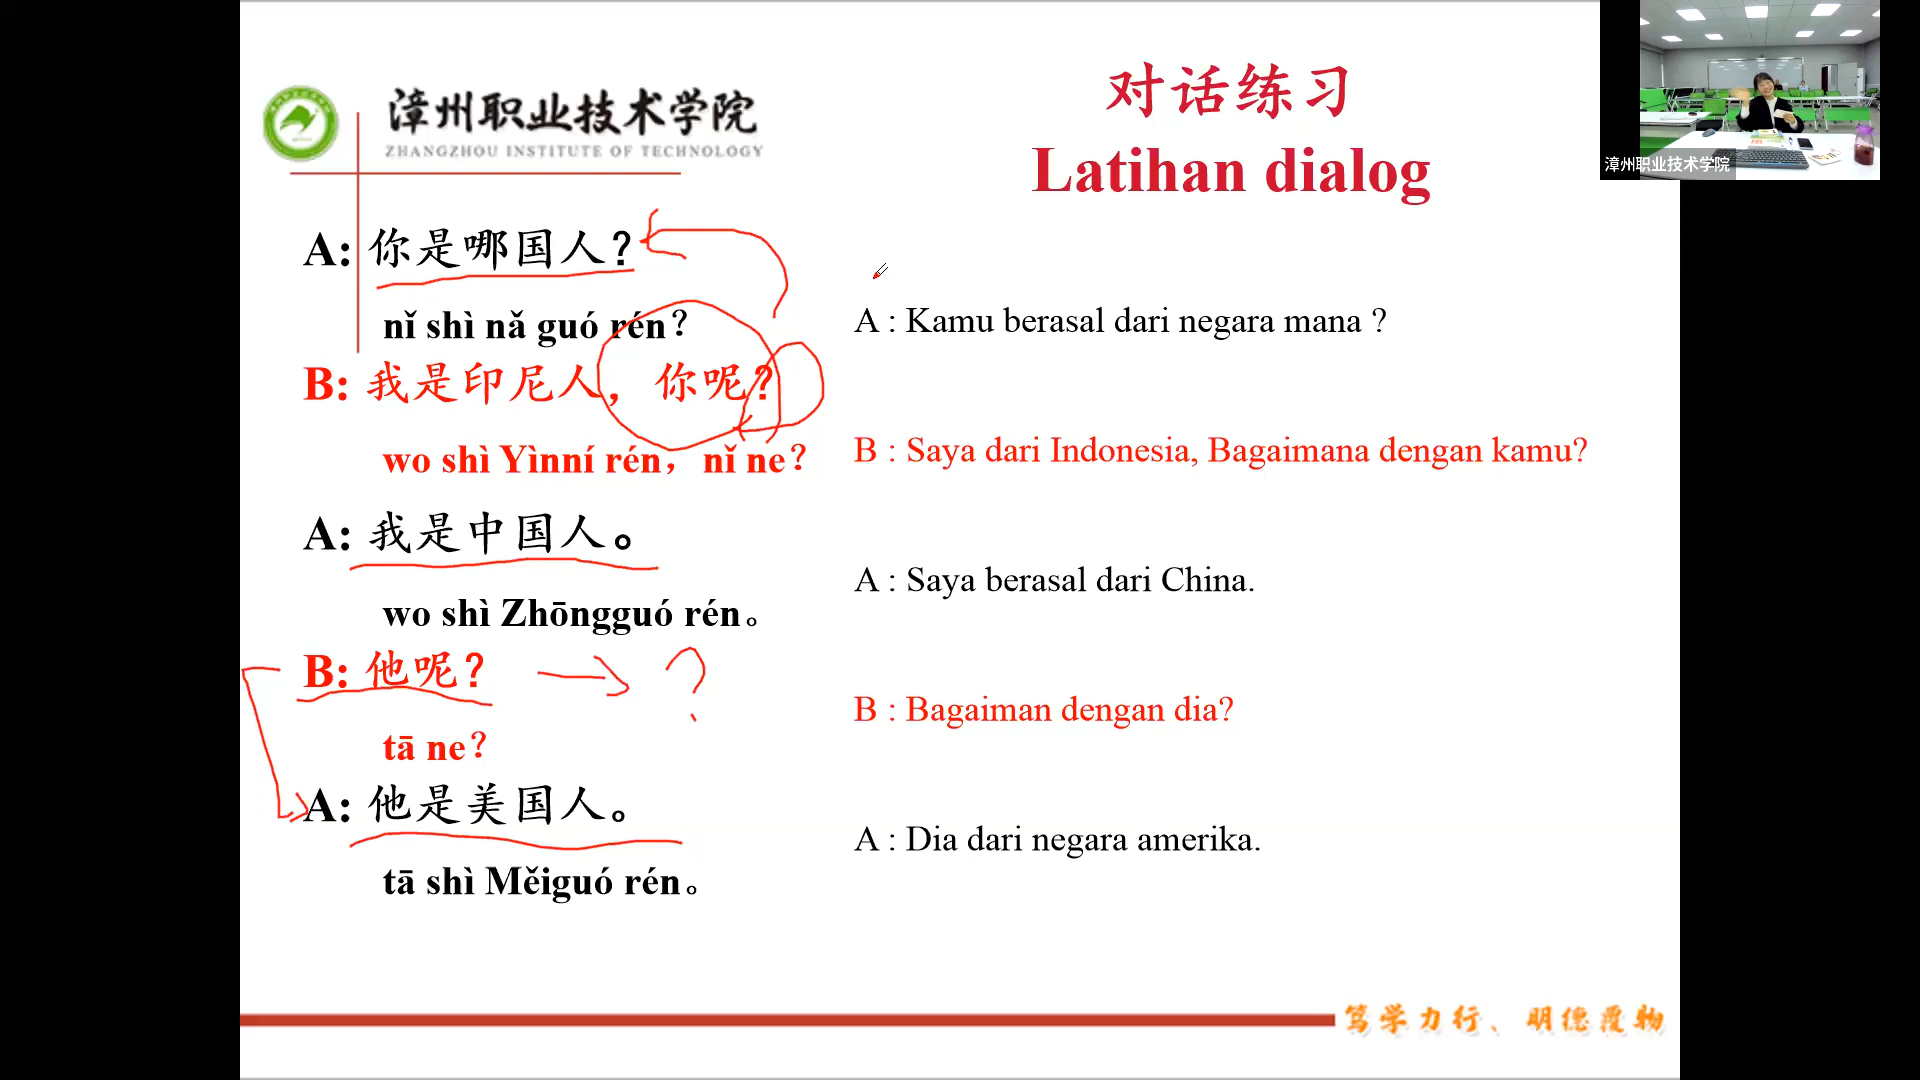 漳州职业技术学院
ZHANGZHOU INSTITUTE OF TECHNOLOGY
对话练习
Latihan dialog
漳州职业技术学院
A: 你是哪国人？
nǐ shì nǎ guó rén？
B: 我是印尼人，你呢？
wo shì Yìnní rén，nǐ ne？
A: 我是中国人。
wo shì Zhōngguó rén。
B: 他呢？
?
tā ne？
A: 他是美国人。
tā shì Měiguó rén。
A : Kamu berasal dari negara mana ?
B : Saya dari Indonesia, Bagaimana dengan kamu?
A : Saya berasal dari China.
B : Bagaiman dengan dia?
A : Dia dari negara amerika.
笃学力行、明德覆物